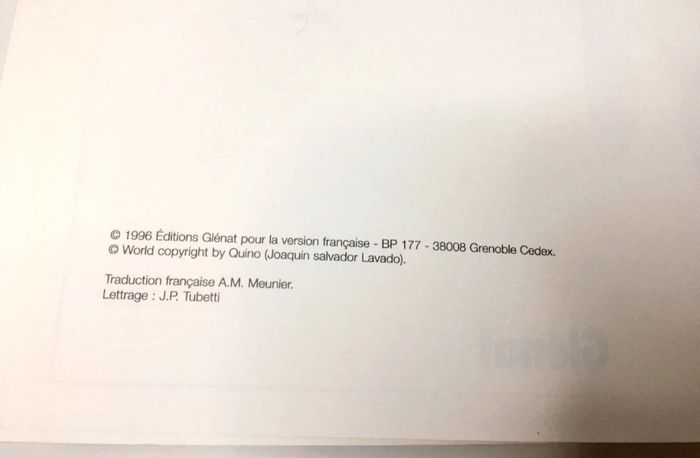 © 1996 Éditions Glénat pour la version française - BP 177 - 38008 Grenoble Cedex.
© World copyright by Quino (Joaquin salvador Lavado).
Traduction française A.M. Meunier.
Lettrage : J.P. Tubetti